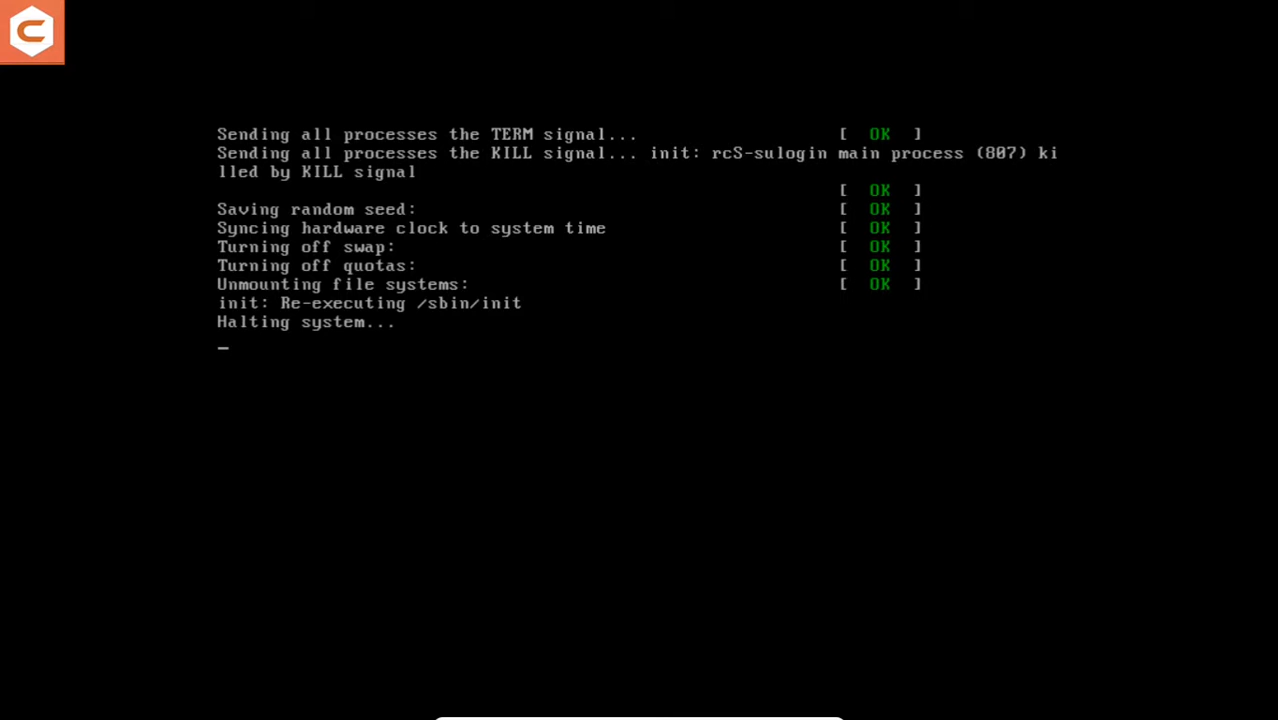 Sending all processes the TERM signal... [ OK ]
Sending all processes the KILL signal... init: rcS-sulogin main process (807) ki
lled by KILL signal
[ OK ]
Saving random seed: [ OK ]
Syncing hardware clock to system time [ OK ]
Turning off swap: [ OK ]
Turning off quotas: [ OK ]
Unmounting file systems: [ OK ]
init: Re-executing /sbin/init
Halting system...